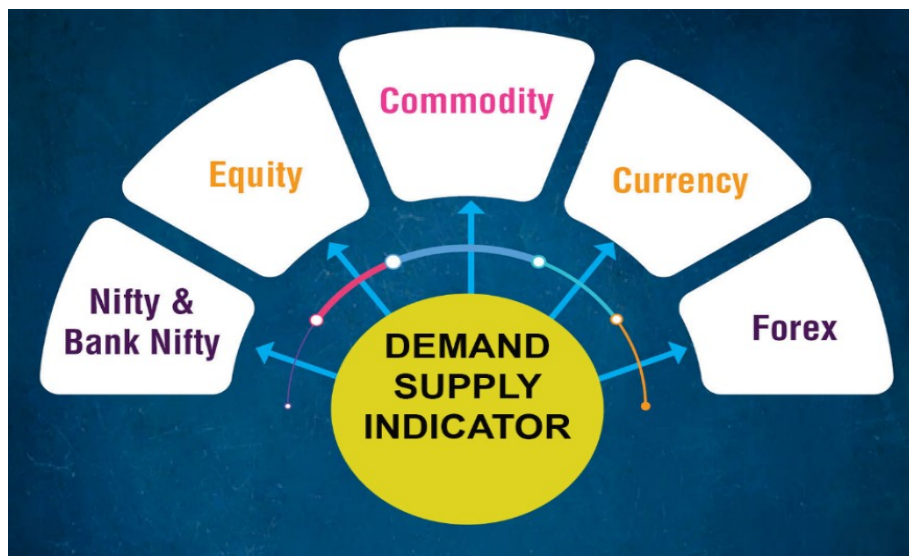 Commodity
Equity
Currency
Nifty &
Bank Nifty
Forex
DEMAND
SUPPLY
INDICATOR